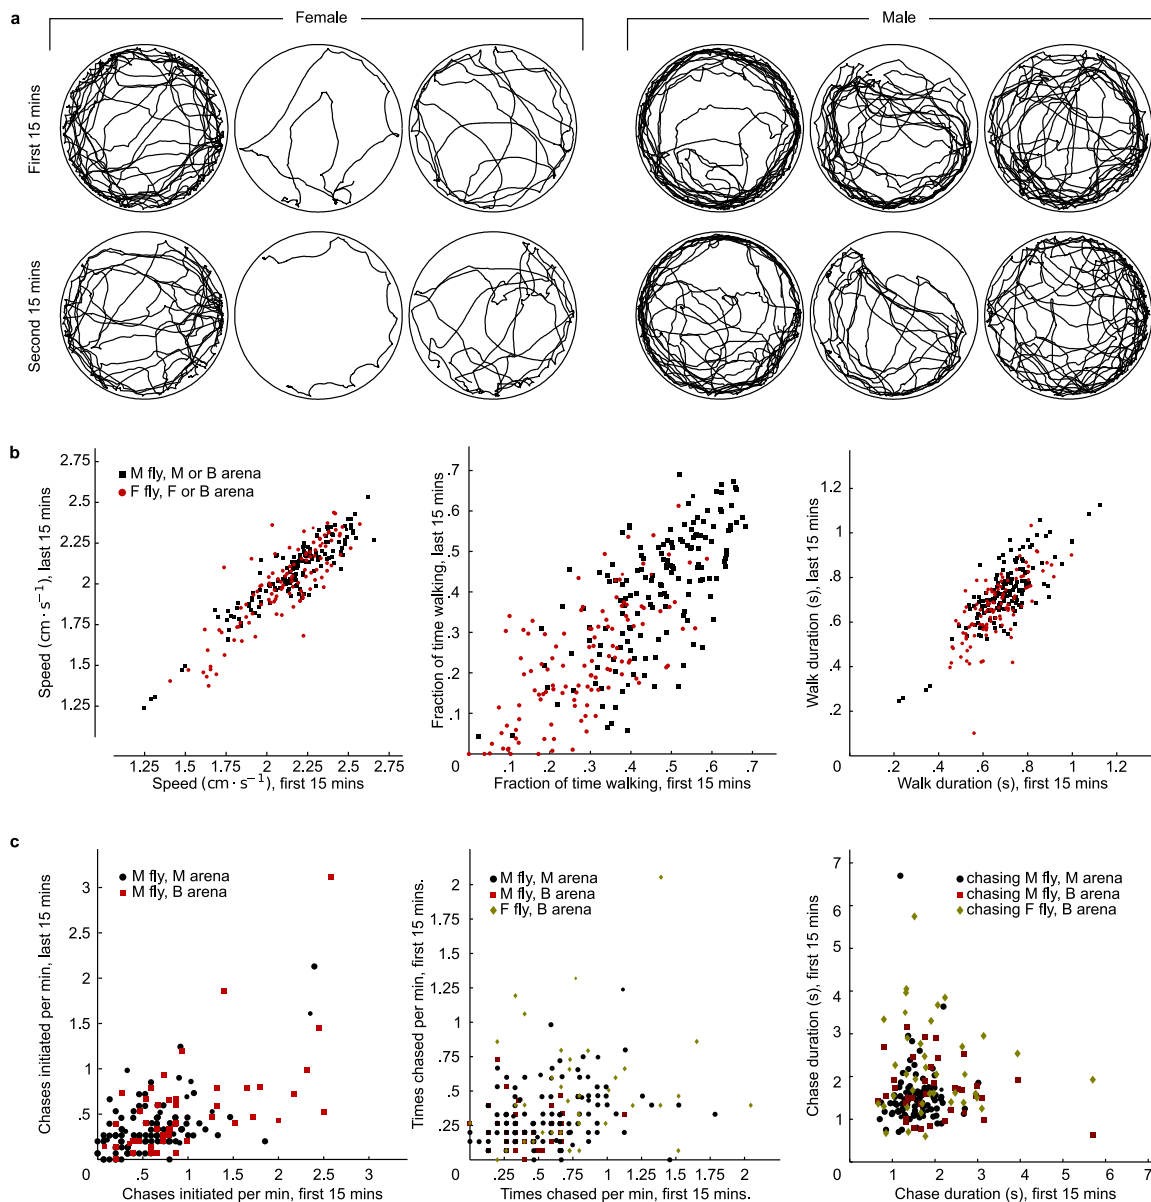 a
Female
Male
First 15 mins
Second 15 mins
b
M fly, M or B arena
F fly, F or B arena
Speed (cm · s⁻¹), last 15 mins
2.75
2.5
2.25
2
1.75
1.5
1.25
1.25 1.5 1.75 2 2.25 2.5 2.75
Speed (cm · s⁻¹), first 15 mins
Fraction of time walking, last 15 mins
.7
.6
.5
.4
.3
.2
.1
0 .1 .2 .3 .4 .5 .6 .7
Fraction of time walking, first 15 mins
Walk duration (s), last 15 mins
1.2
1
.8
.6
.4
.2
0 .2 .4 .6 .8 1 1.2
Walk duration (s), first 15 mins
c
M fly, M arena
M fly, B arena
Chases initiated per min, last 15 mins
3
2.5
2
1.5
1
.5
0 .5 1 1.5 2 2.5 3
Chases initiated per min, first 15 mins
M fly, M arena
M fly, B arena
F fly, B arena
Times chased per min, first 15 mins.
2
1.75
1.5
1.25
1
.75
.5
.25
0 .25 .5 .75 1 1.25 1.5 1.75 2
Times chased per min, first 15 mins.
chasing M fly, M arena
chasing M fly, B arena
chasing F fly, B arena
Chase duration (s), first 15 mins
7
6
5
4
3
2
1
0 1 2 3 4 5 6 7
Chase duration (s), first 15 mins